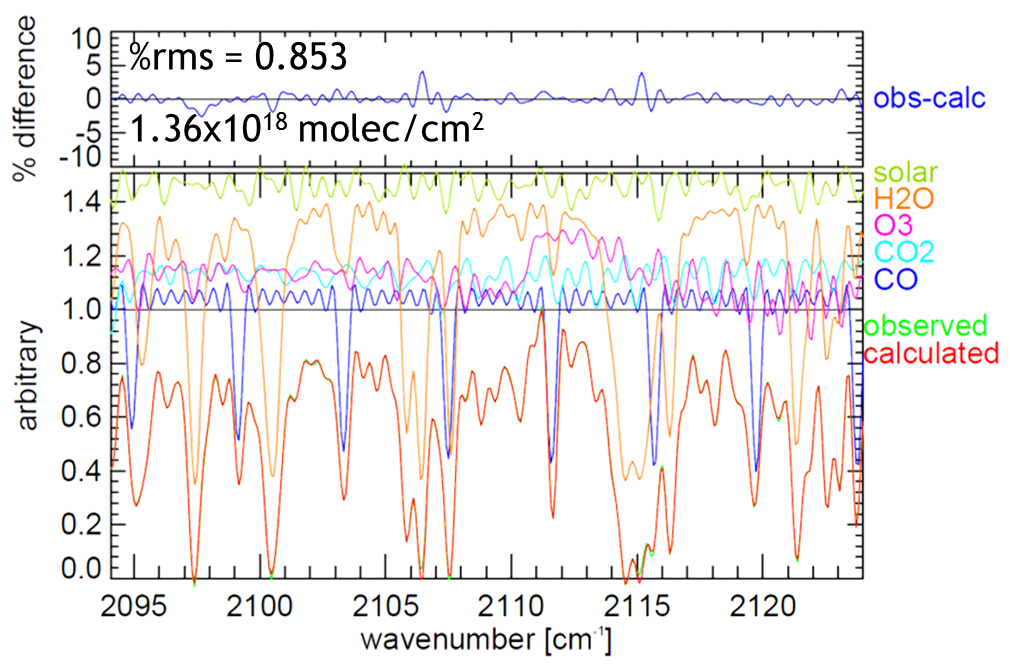 10
5
0
-5
-10
% difference
%rms = 0.853
1.36x10¹⁸ molec/cm²
obs-calc
1.4
1.2
1.0
0.8
0.6
0.4
0.2
0.0
arbitrary
solar
H2O
O3
CO2
CO
observed
calculated
2095 2100 2105 2110 2115 2120
wavenumber [cm⁻¹]